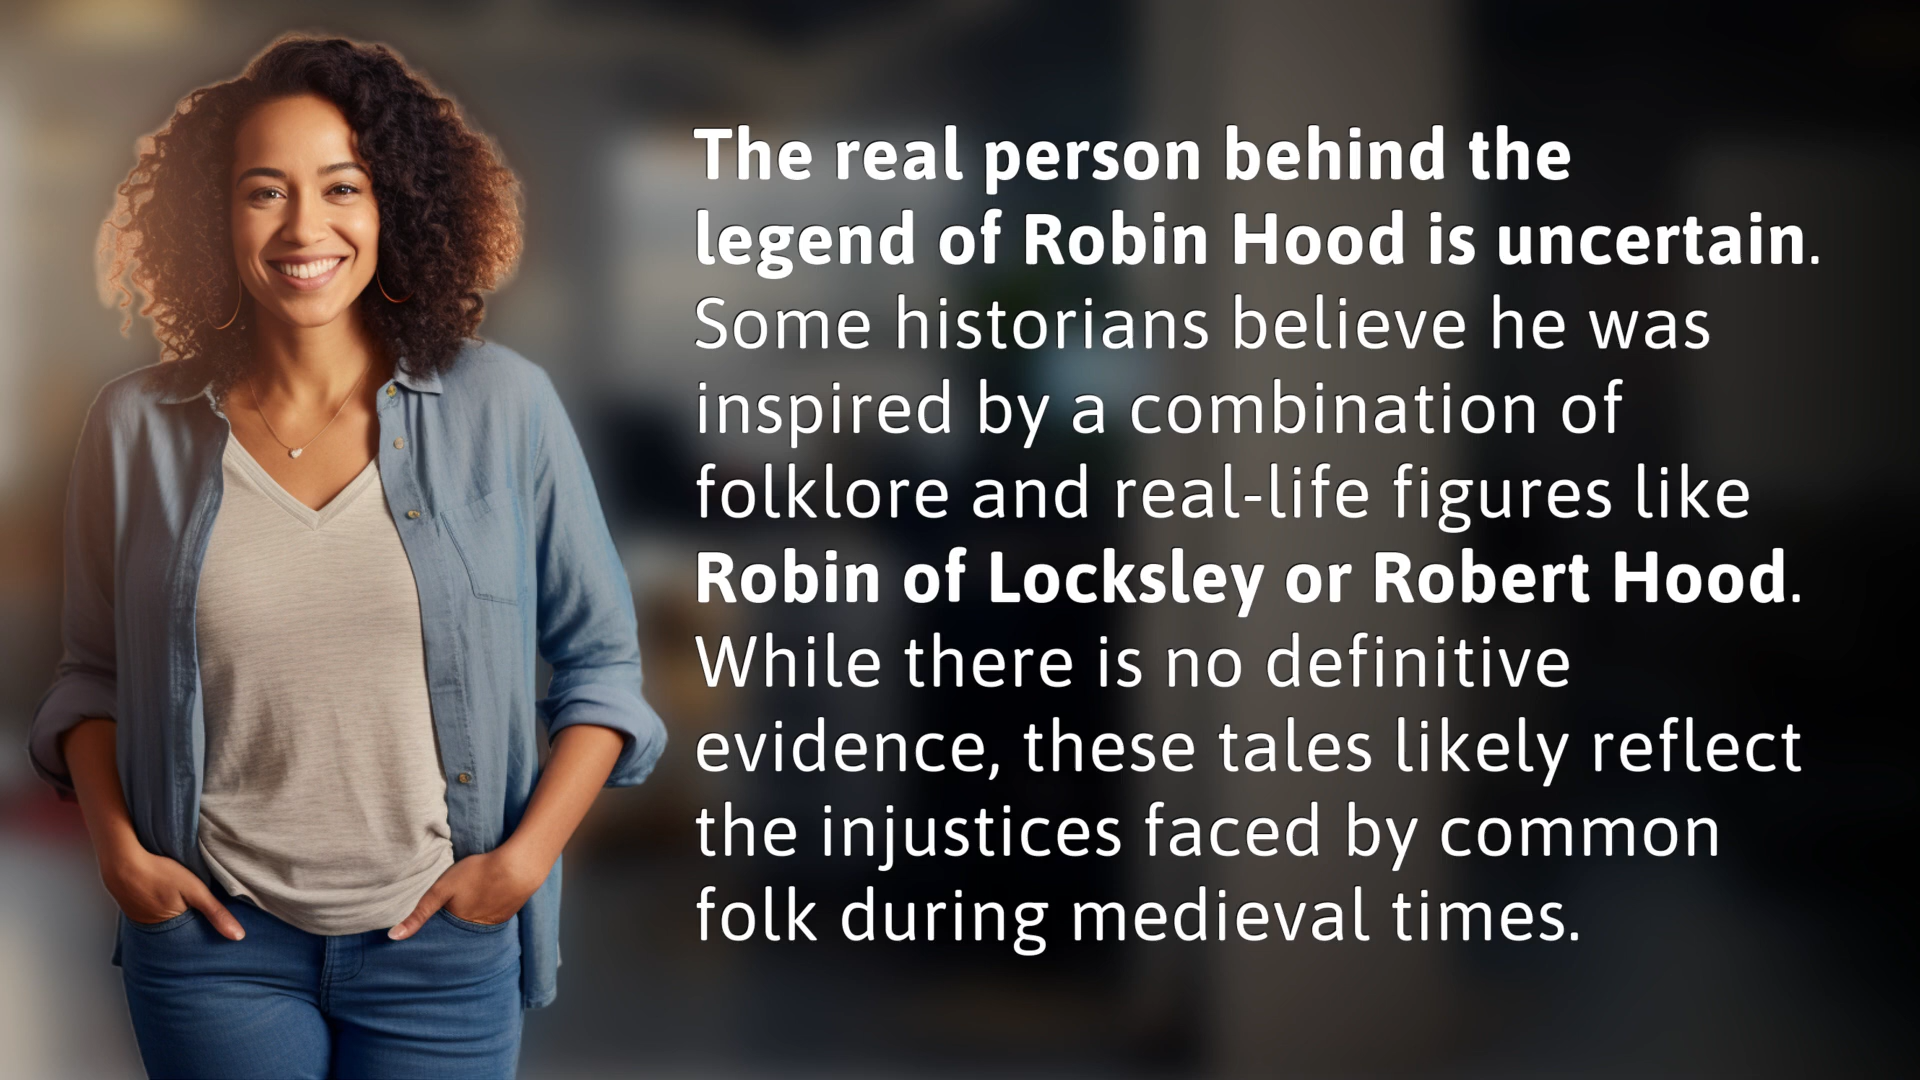 The real person behind the
legend of Robin Hood is uncertain.
Some historians believe he was
inspired by a combination of
folklore and real-life figures like
Robin of Locksley or Robert Hood.
While there is no definitive
evidence, these tales likely reflect
the injustices faced by common
folk during medieval times.